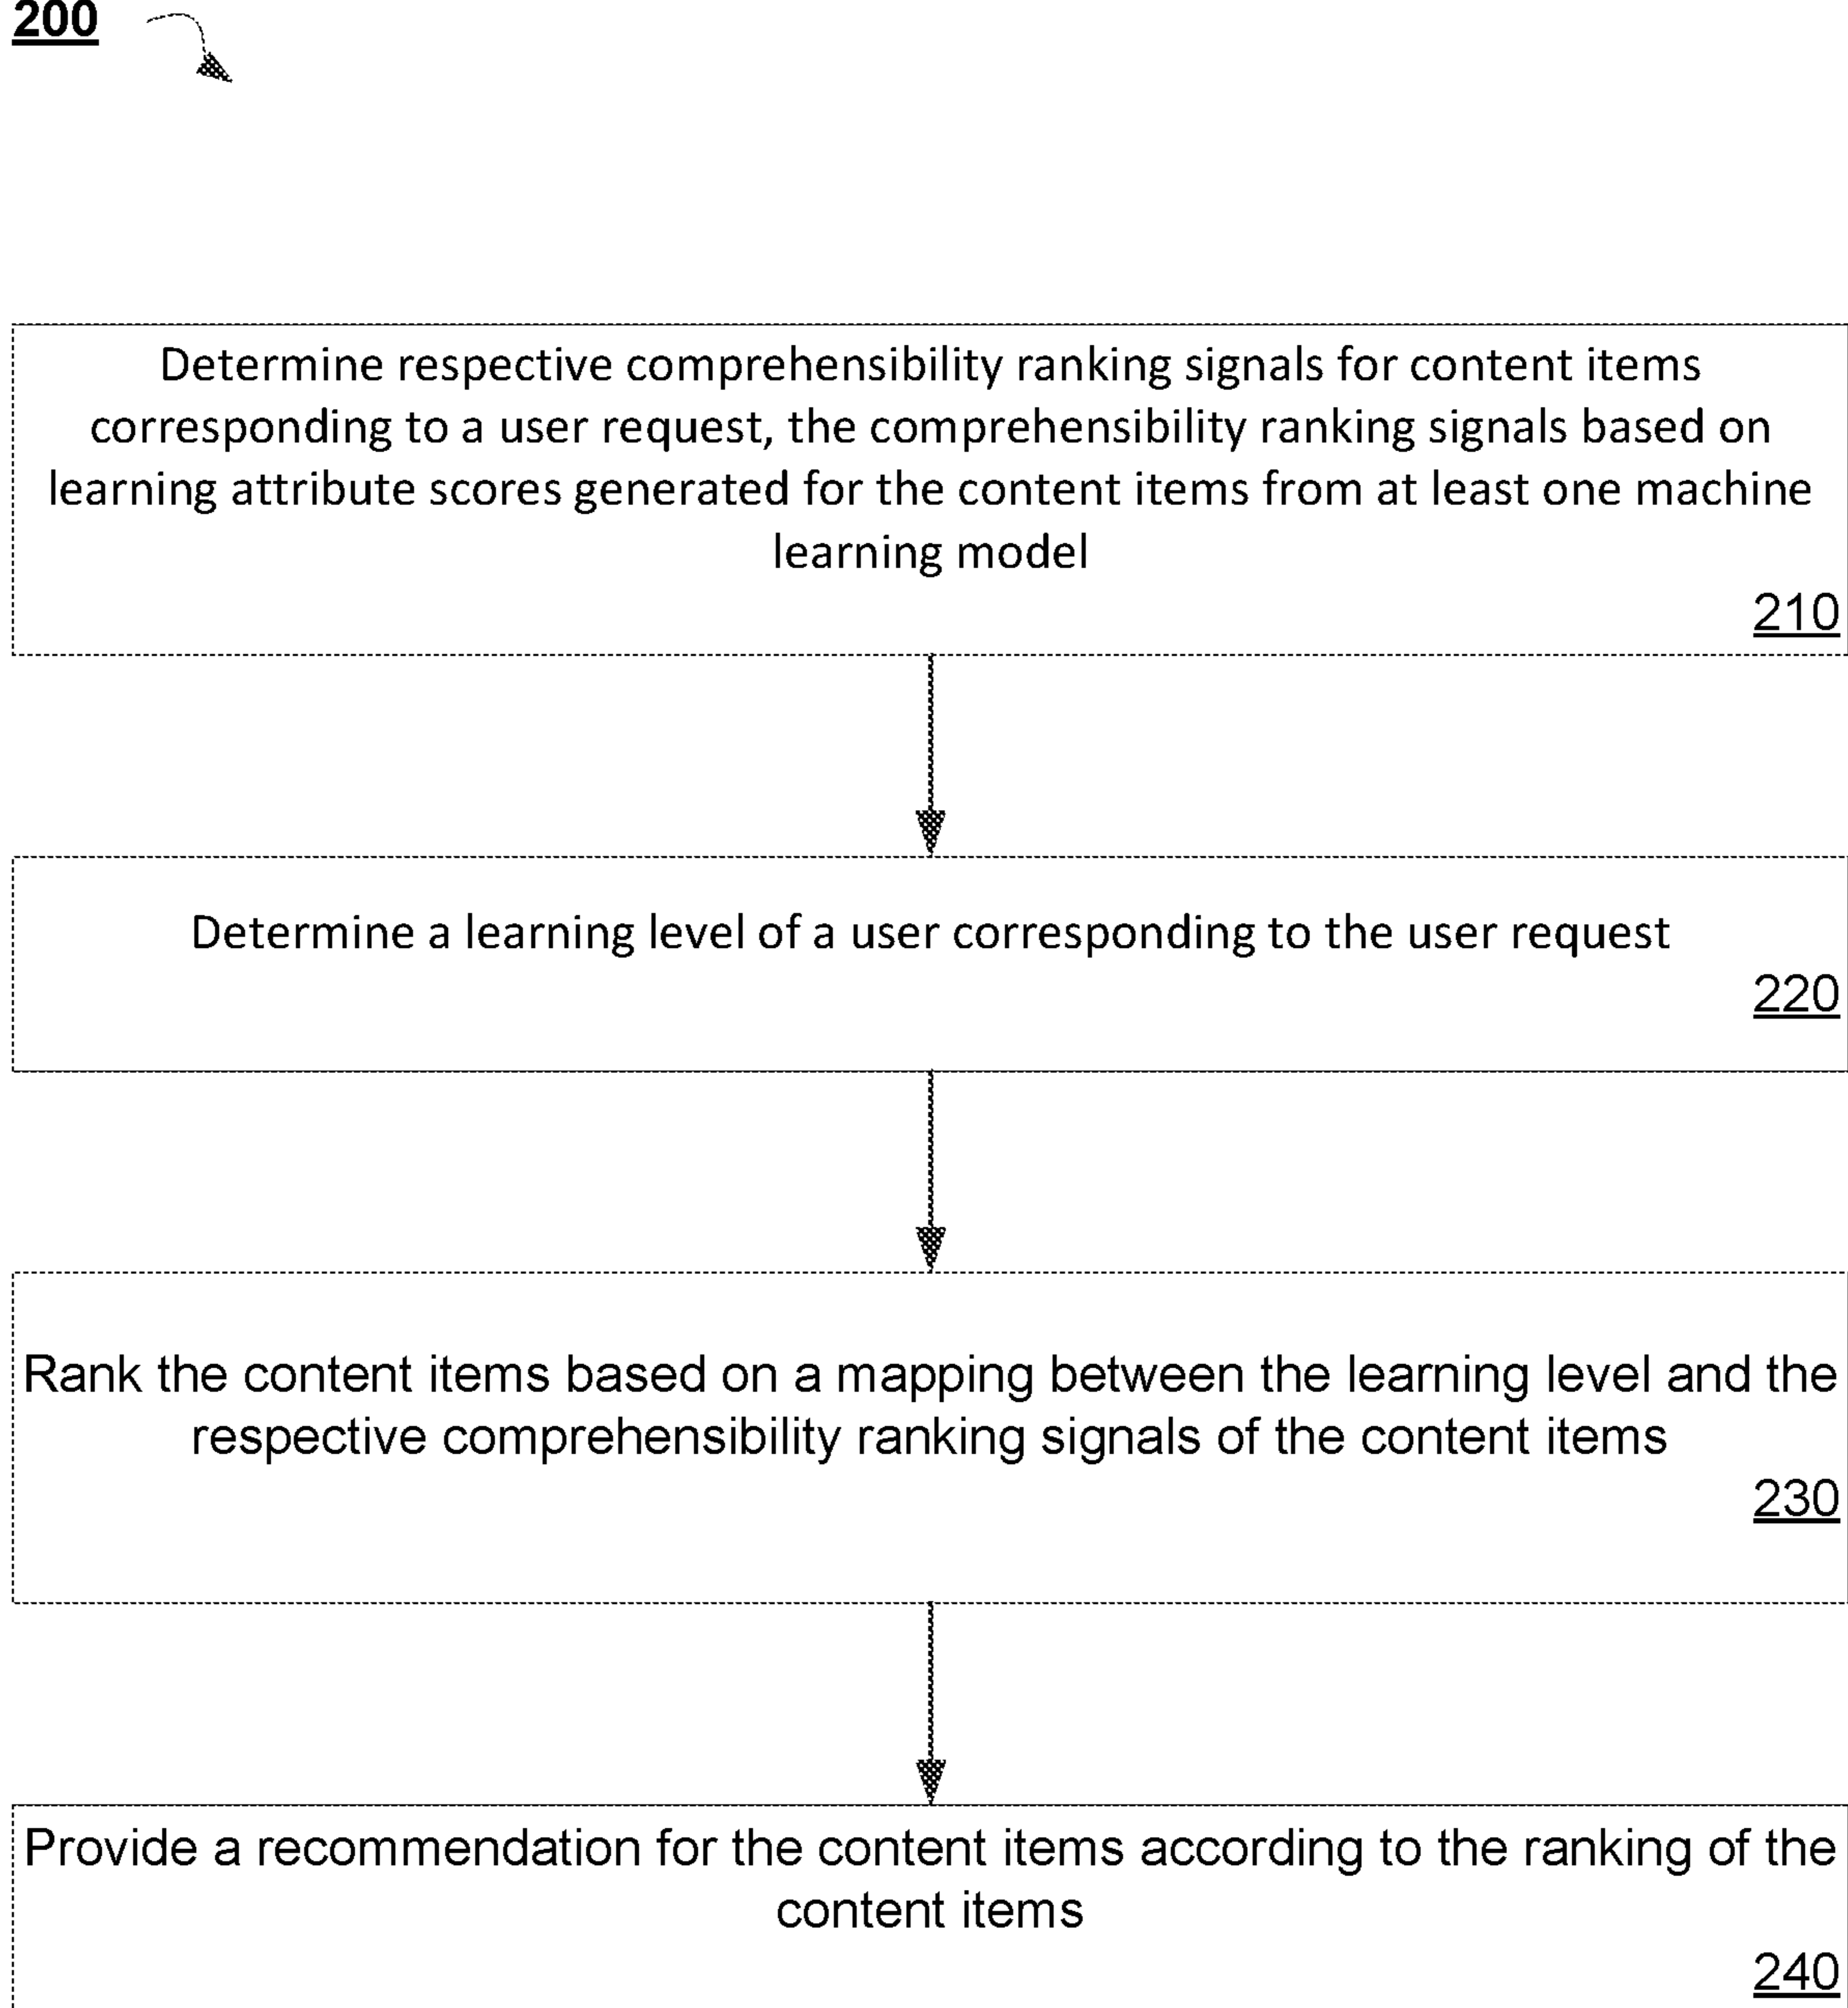 200
Determine respective comprehensibility ranking signals for content items
corresponding to a user request, the comprehensibility ranking signals based on
learning attribute scores generated for the content items from at least one machine
learning model
210
Determine a learning level of a user corresponding to the user request
220
Rank the content items based on a mapping between the learning level and the
respective comprehensibility ranking signals of the content items
230
Provide a recommendation for the content items according to the ranking of the
content items
240